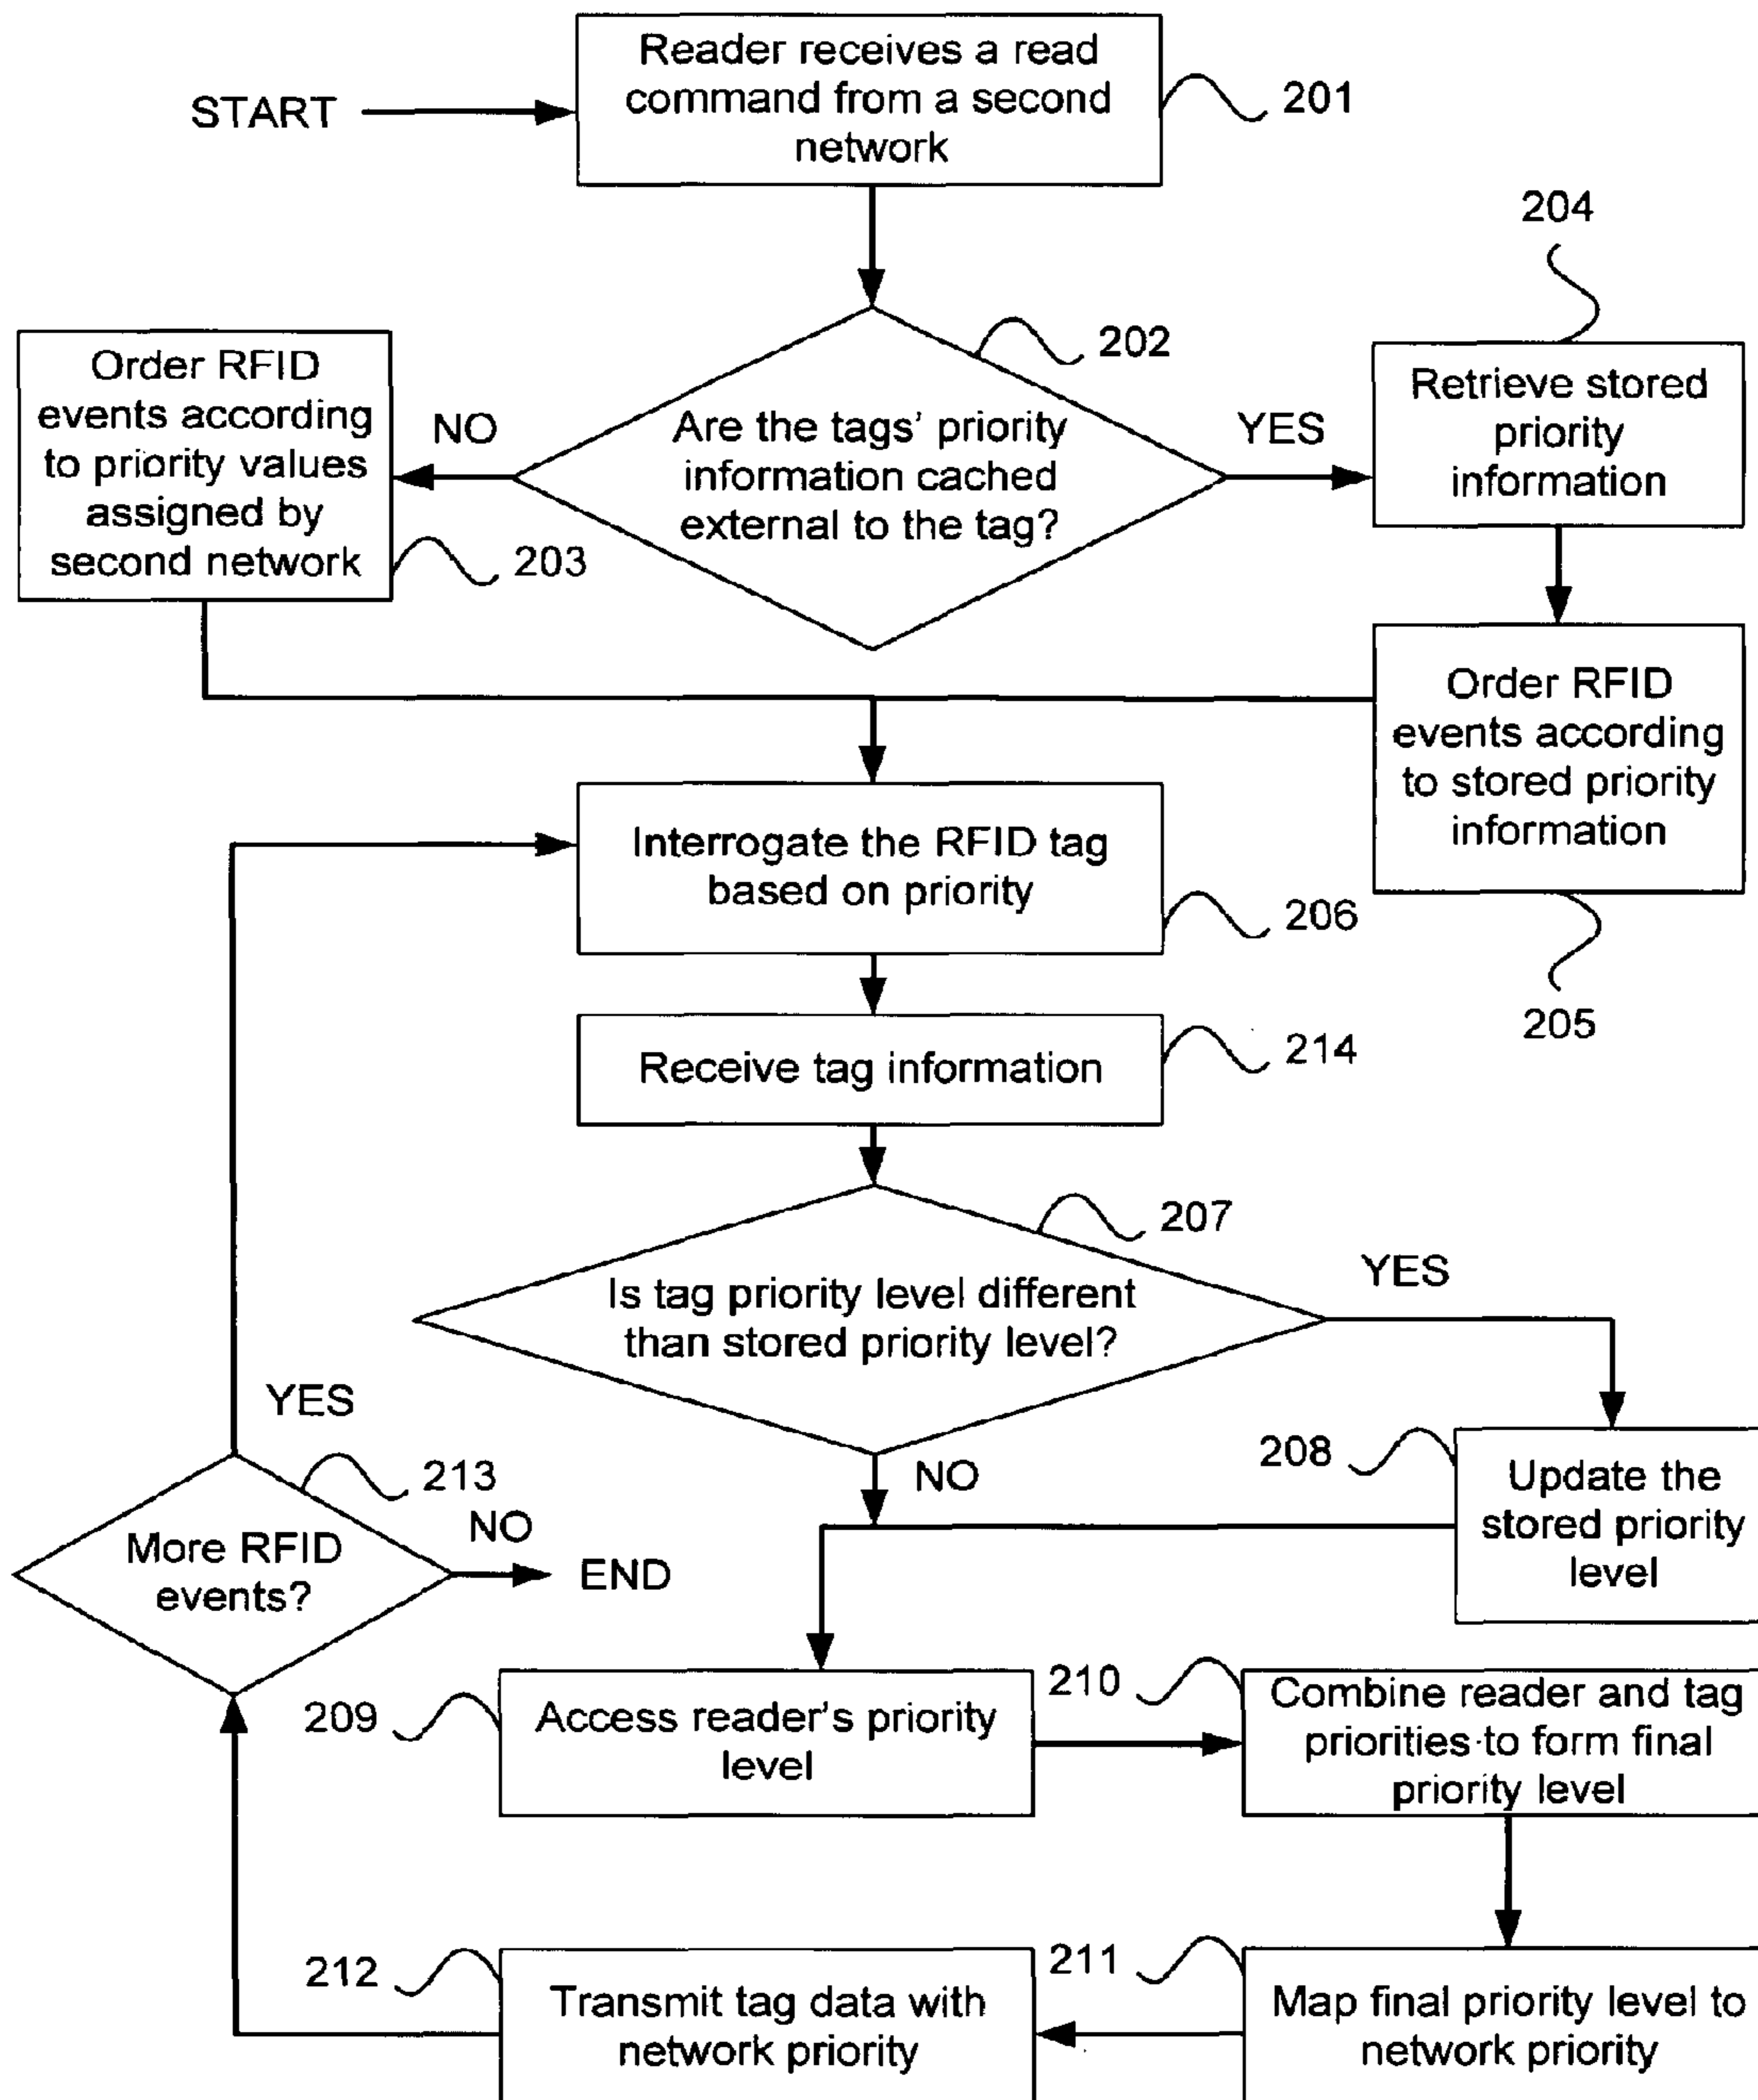 Reader receives a read
command from a second
network
START
201
204
202
Order RFID
events according
to priority values
assigned by
second network
NO
Are the tags' priority
information cached
external to the tag?
YES
Retrieve stored
priority
information
203
Order RFID
events according
to stored priority
information
Interrogate the RFID tag
based on priority
206
205
Receive tag information
214
207
Is tag priority level different
than stored priority level?
YES
YES
208
Update the
stored priority
level
NO
213
NO
More RFID
events?
END
209
Access reader's priority
level
210
Combine reader and tag
priorities to form final
priority level
212
Transmit tag data with
network priority
211
Map final priority level to
network priority